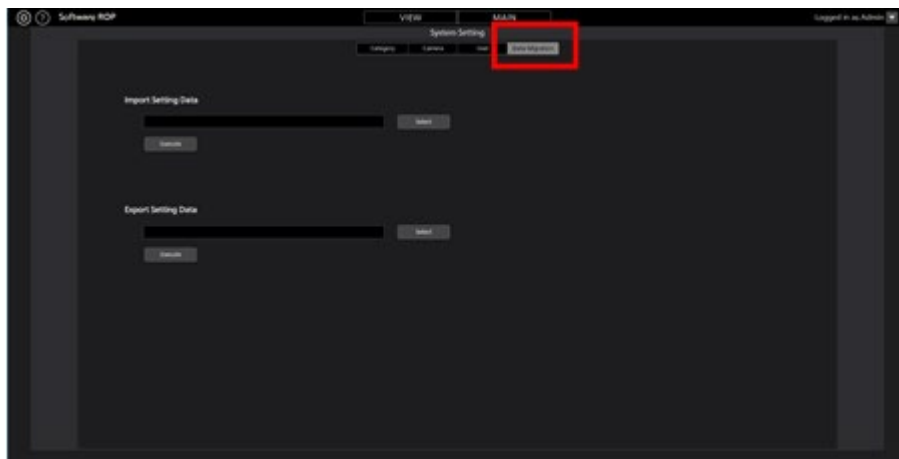 Software ROP
VIEW MAIN
Logged in as Admin
System Setting
Category Camera User Data Migration
Import Setting Data
Select
Execute
Export Setting Data
Select
Execute